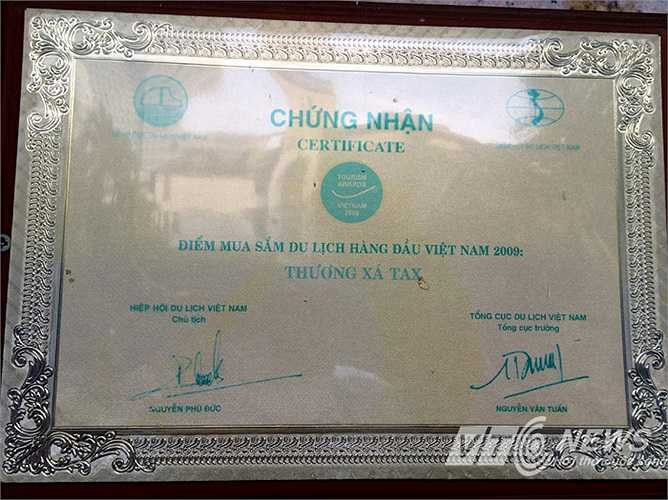 CHỨNG NHẬN
CERTIFICATE
TOURISM
AWARDS
VIETNAM
2009
ĐIỂM MUA SẮM DU LỊCH HÀNG ĐẦU VIỆT NAM 2009:
THƯƠNG XÁ TAX
HIỆP HỘI DU LỊCH VIỆT NAM
Chủ tịch
NGUYỄN PHÚ ĐỨC
TỔNG CỤC DU LỊCH VIỆT NAM
Tổng cục trưởng
NGUYỄN VĂN TUẤN
VTC NEWS